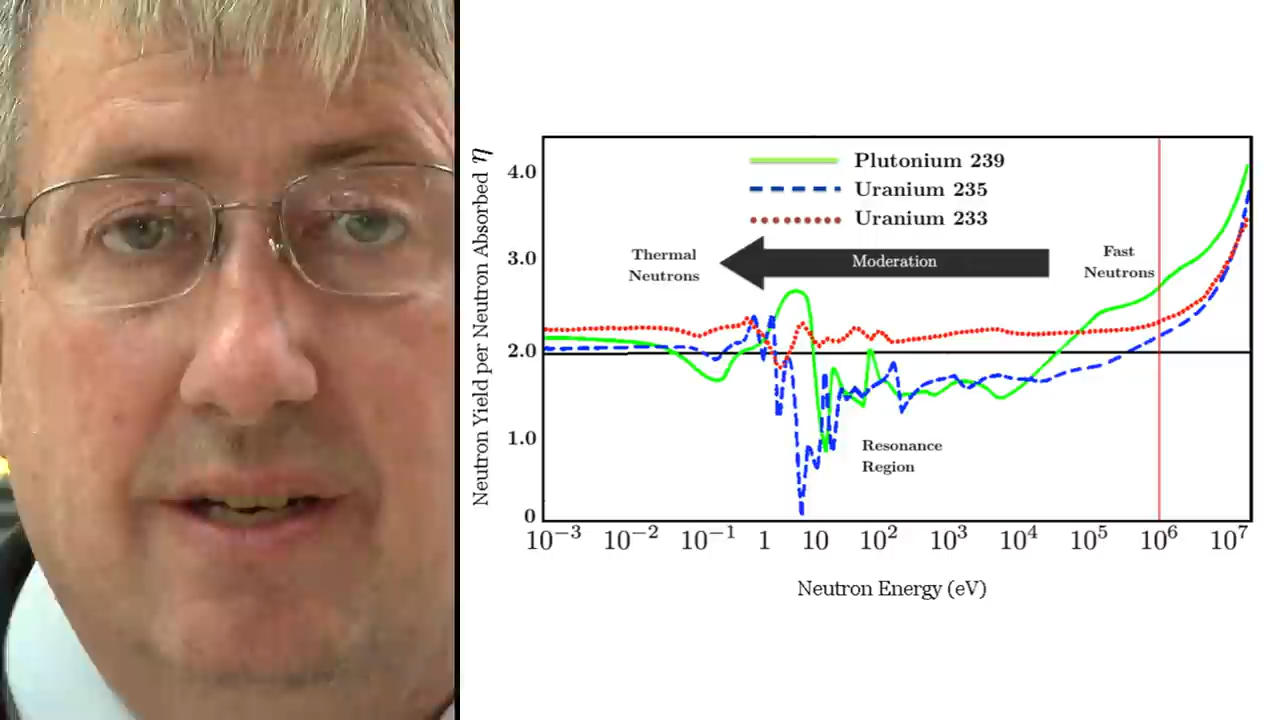 Neutron Yield per Neutron Absorbed η
4.0
3.0
2.0
1.0
0
Plutonium 239
Uranium 235
Uranium 233
Thermal
Neutrons
Moderation
Fast
Neutrons
Resonance
Region
10⁻³ 10⁻² 10⁻¹ 1 10 10² 10³ 10⁴ 10⁵ 10⁶ 10⁷
Neutron Energy (eV)